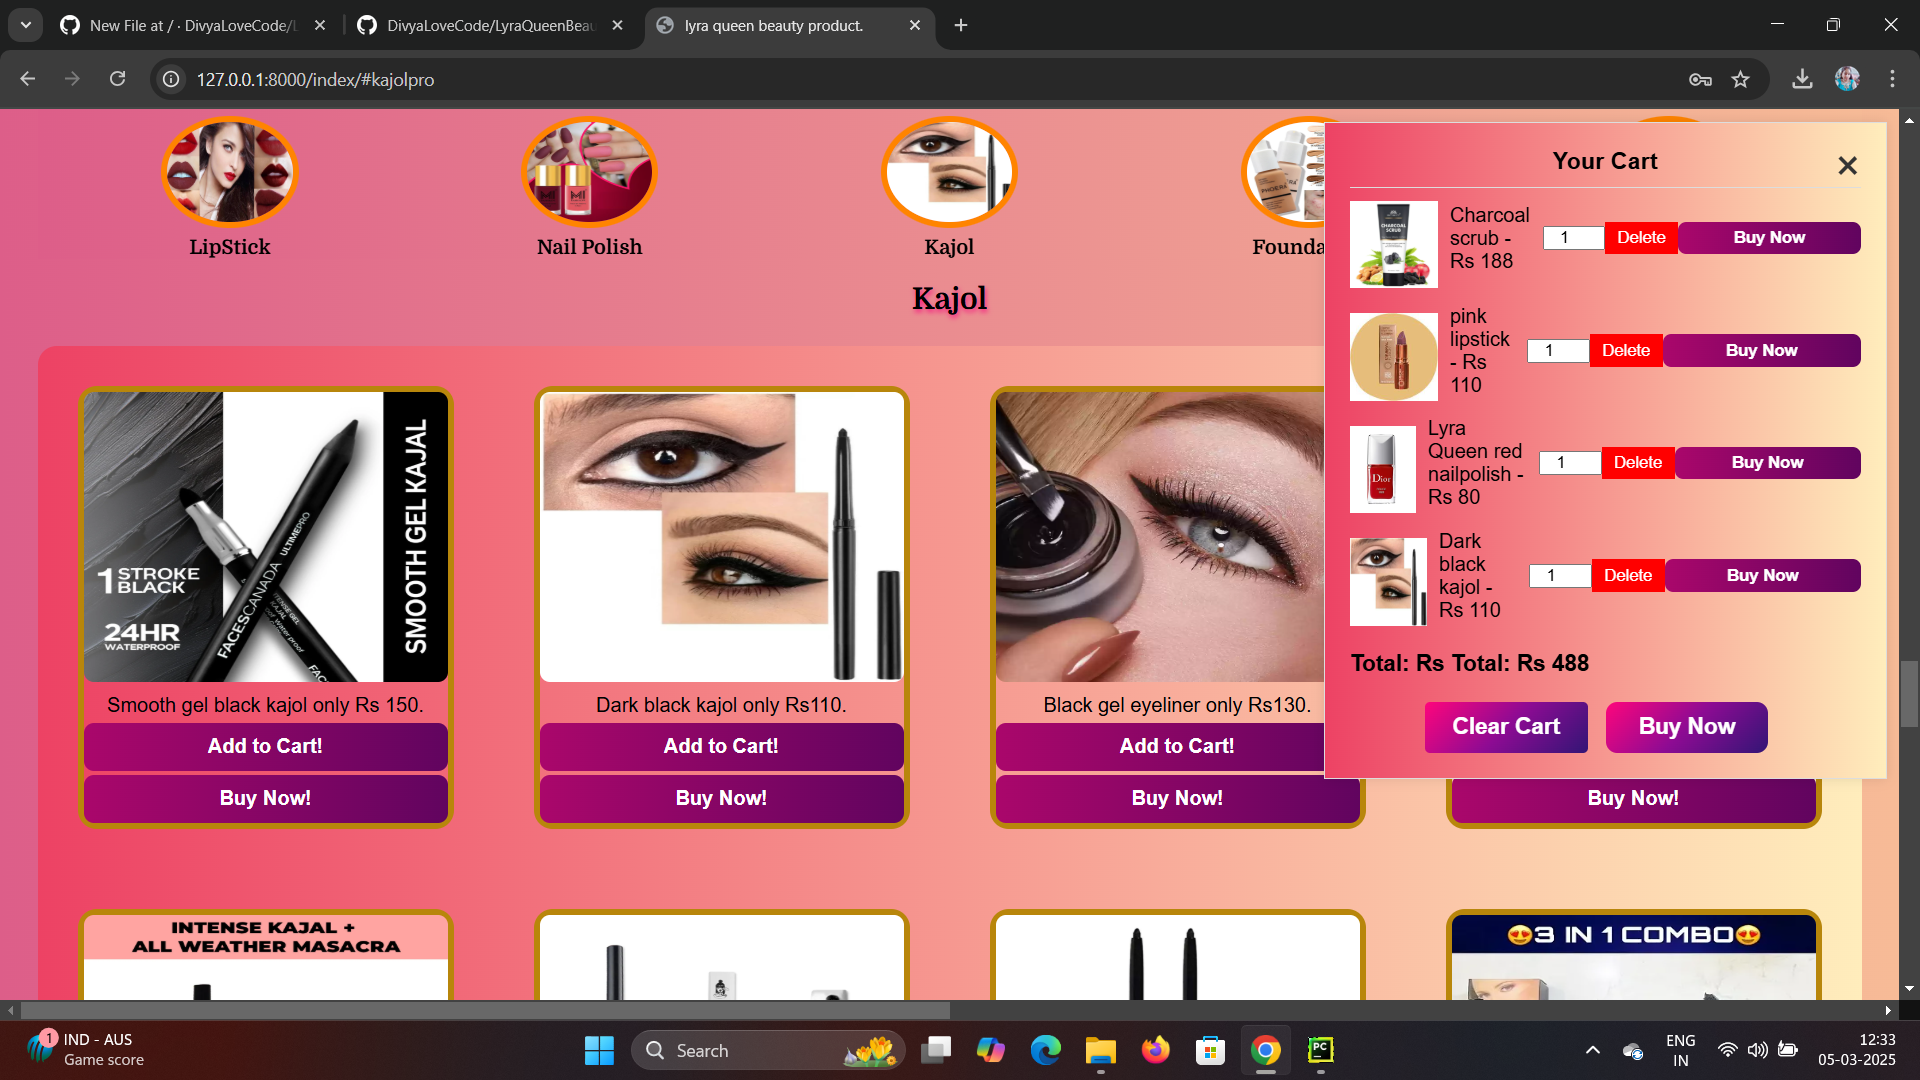 New File at / · DivyaLoveCode/L
DivyaLoveCode/LyraQueenBeau
lyra queen beauty product.
127.0.0.1:8000/index/#kajolpro
LipStick
Nail Polish
Kajol
Founda
Kajol
Your Cart
Charcoal
scrub -
Rs 188
1
Delete
Buy Now
pink
lipstick
- Rs
110
1
Delete
Buy Now
Lyra
Queen red
nailpolish -
Rs 80
1
Delete
Buy Now
Dark
black
kajol -
Rs 110
1
Delete
Buy Now
Total: Rs Total: Rs 488
Clear Cart
Buy Now
1 STROKE
BLACK
24HR
WATERPROOF
FACESCANADA
ULTIMEPRO
SMOOTH GEL KAJAL
CHARCOAL
SCRUB
Dior
PHOERA
Smooth gel black kajol only Rs 150.
Add to Cart!
Buy Now!
Dark black kajol only Rs110.
Add to Cart!
Buy Now!
Black gel eyeliner only Rs130.
Add to Cart!
Buy Now!
Buy Now!
INTENSE KAJAL +
ALL WEATHER MASACRA
3 IN 1 COMBO
1
IND - AUS
Game score
Search
PC
ENG
IN
12:33
05-03-2025